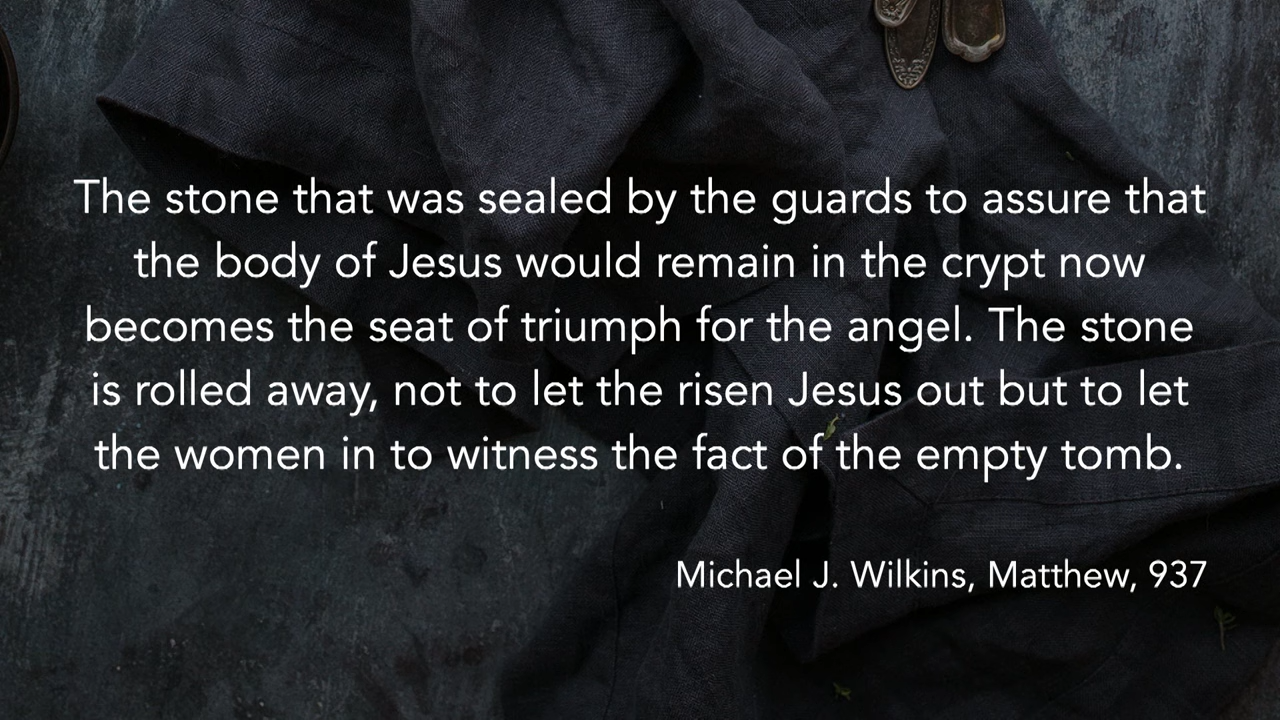 The stone that was sealed by the guards to assure that
the body of Jesus would remain in the crypt now
becomes the seat of triumph for the angel. The stone
is rolled away, not to let the risen Jesus out but to let
the women in to witness the fact of the empty tomb.
Michael J. Wilkins, Matthew, 937